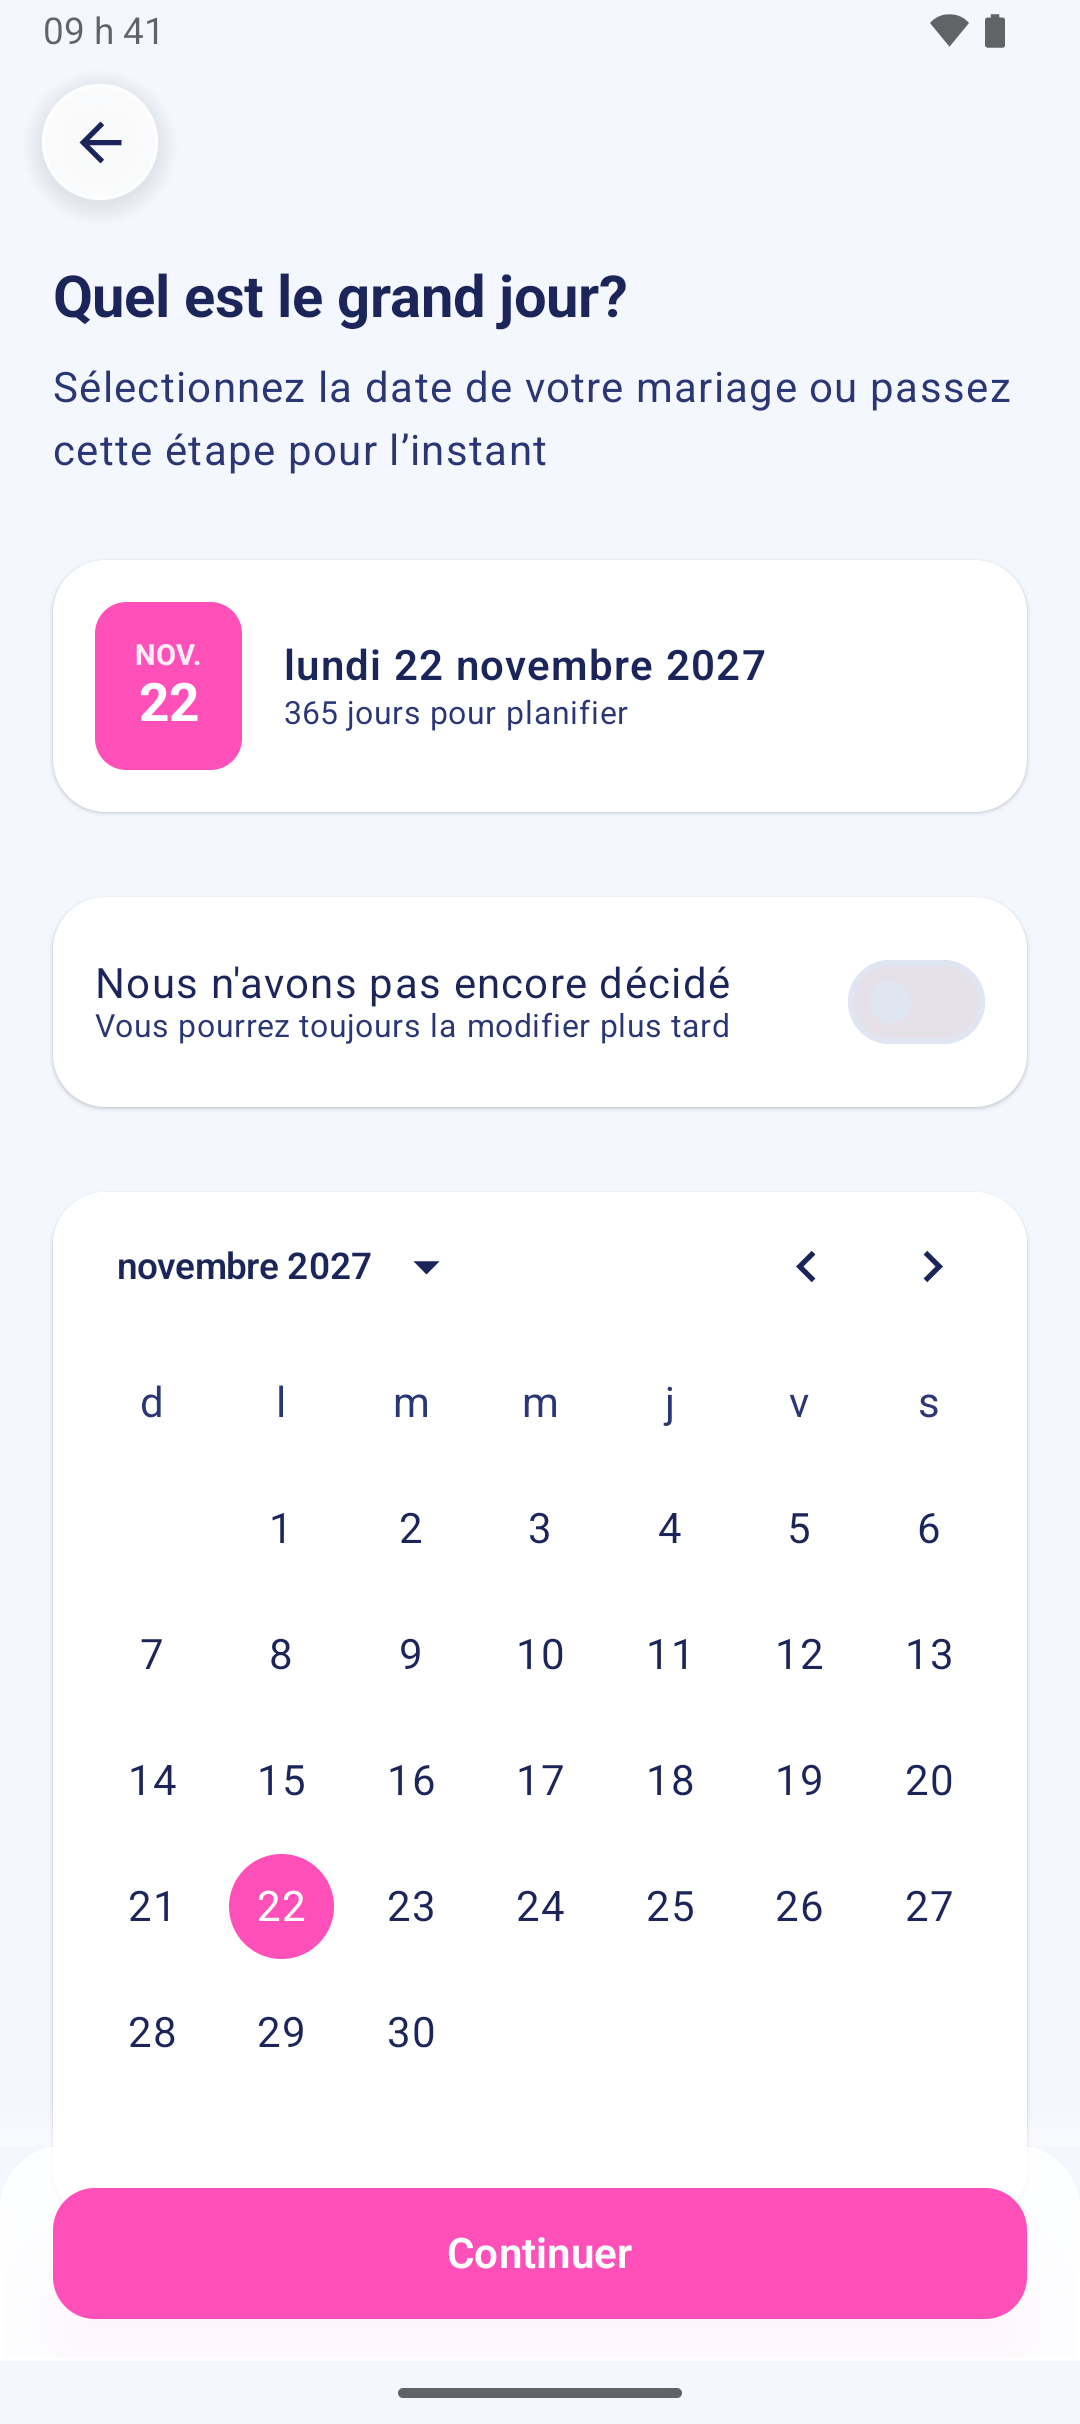 09 h 41
Quel est le grand jour?
Sélectionnez la date de votre mariage ou passez
cette étape pour l’instant
NOV.
22
lundi 22 novembre 2027
365 jours pour planifier
Nous n'avons pas encore décidé
Vous pourrez toujours la modifier plus tard
novembre 2027
d l m m j v s
1 2 3 4 5 6
7 8 9 10 11 12 13
14 15 16 17 18 19 20
21 22 23 24 25 26 27
28 29 30
Continuer